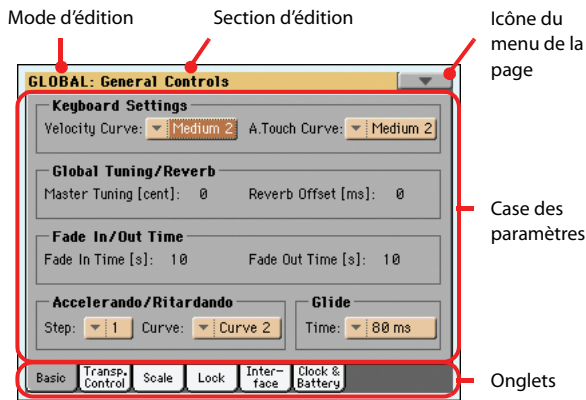 Mode d’édition
Section d’édition
Icône du
menu de la
page
GLOBAL: General Controls
Keyboard Settings
Velocity Curve: Medium 2 A.Touch Curve: Medium 2
Global Tuning/Reverb
Master Tuning [cent]: 0 Reverb Offset [ms]: 0
Case des
paramètres
Fade In/Out Time
Fade In Time [s]: 10 Fade Out Time [s]: 10
Accelerando/Ritardando
Glide
Step: 1 Curve: Curve 2 Time: 80 ms
Basic
Transp.
Control
Scale
Lock
Inter-
face
Clock &
Battery
Onglets